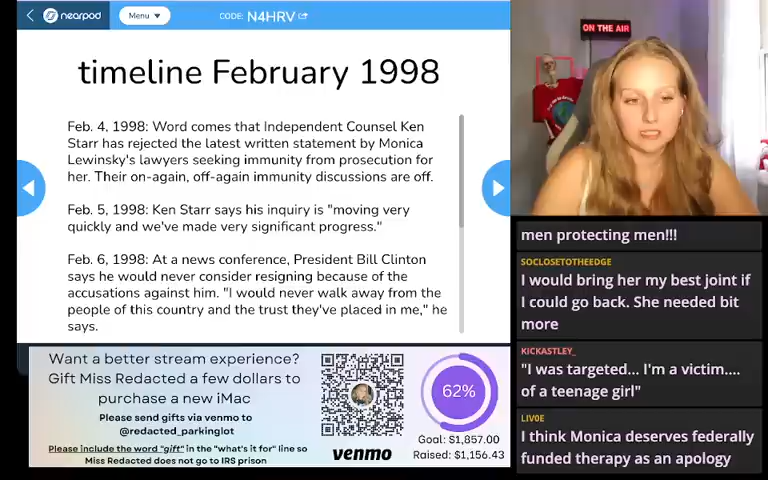 nearpod
Menu
CODE: N4HRV
timeline February 1998
Feb. 4, 1998: Word comes that Independent Counsel Ken
Starr has rejected the latest written statement by Monica
Lewinsky's lawyers seeking immunity from prosecution for
her. Their on-again, off-again immunity discussions are off.
Feb. 5, 1998: Ken Starr says his inquiry is "moving very
quickly and we've made very significant progress."
Feb. 6, 1998: At a news conference, President Bill Clinton
says he would never consider resigning because of the
accusations against him. "I would never walk away from the
people of this country and the trust they've placed in me," he
says.
Want a better stream experience?
Gift Miss Redacted a few dollars to
purchase a new iMac
Please send gifts via venmo to
@redacted_parkinglot
Please include the word "gift" in the "what's it for" line so
Miss Redacted does not go to IRS prison
venmo
62%
Goal: $1,857.00
Raised: $1,156.43
ON THE AIR
men protecting men!!!
SOCLOSETOTHEEDGE
I would bring her my best joint if
I could go back. She needed bit
more
KICKASTLEY_
"I was targeted... I'm a victim....
of a teenage girl"
LIV0E
I think Monica deserves federally
funded therapy as an apology